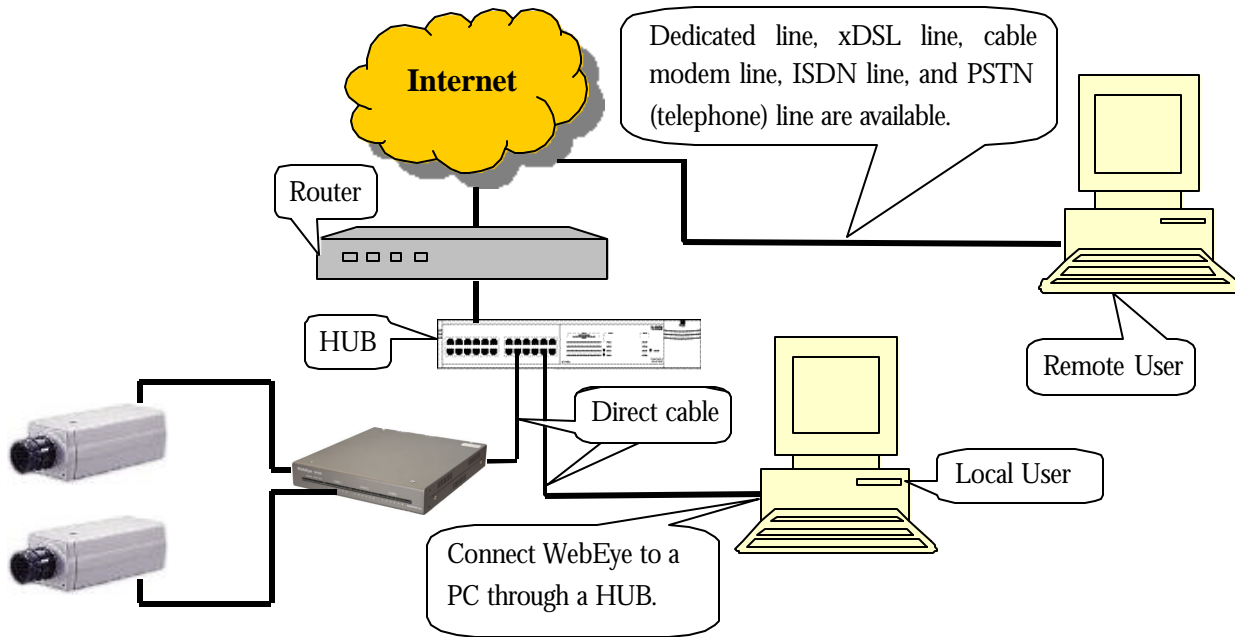 Internet
Dedicated line, xDSL line, cable
modem line, ISDN line, and PSTN
(telephone) line are available.
Router
HUB
Remote User
Direct cable
Local User
Connect WebEye to a
PC through a HUB.